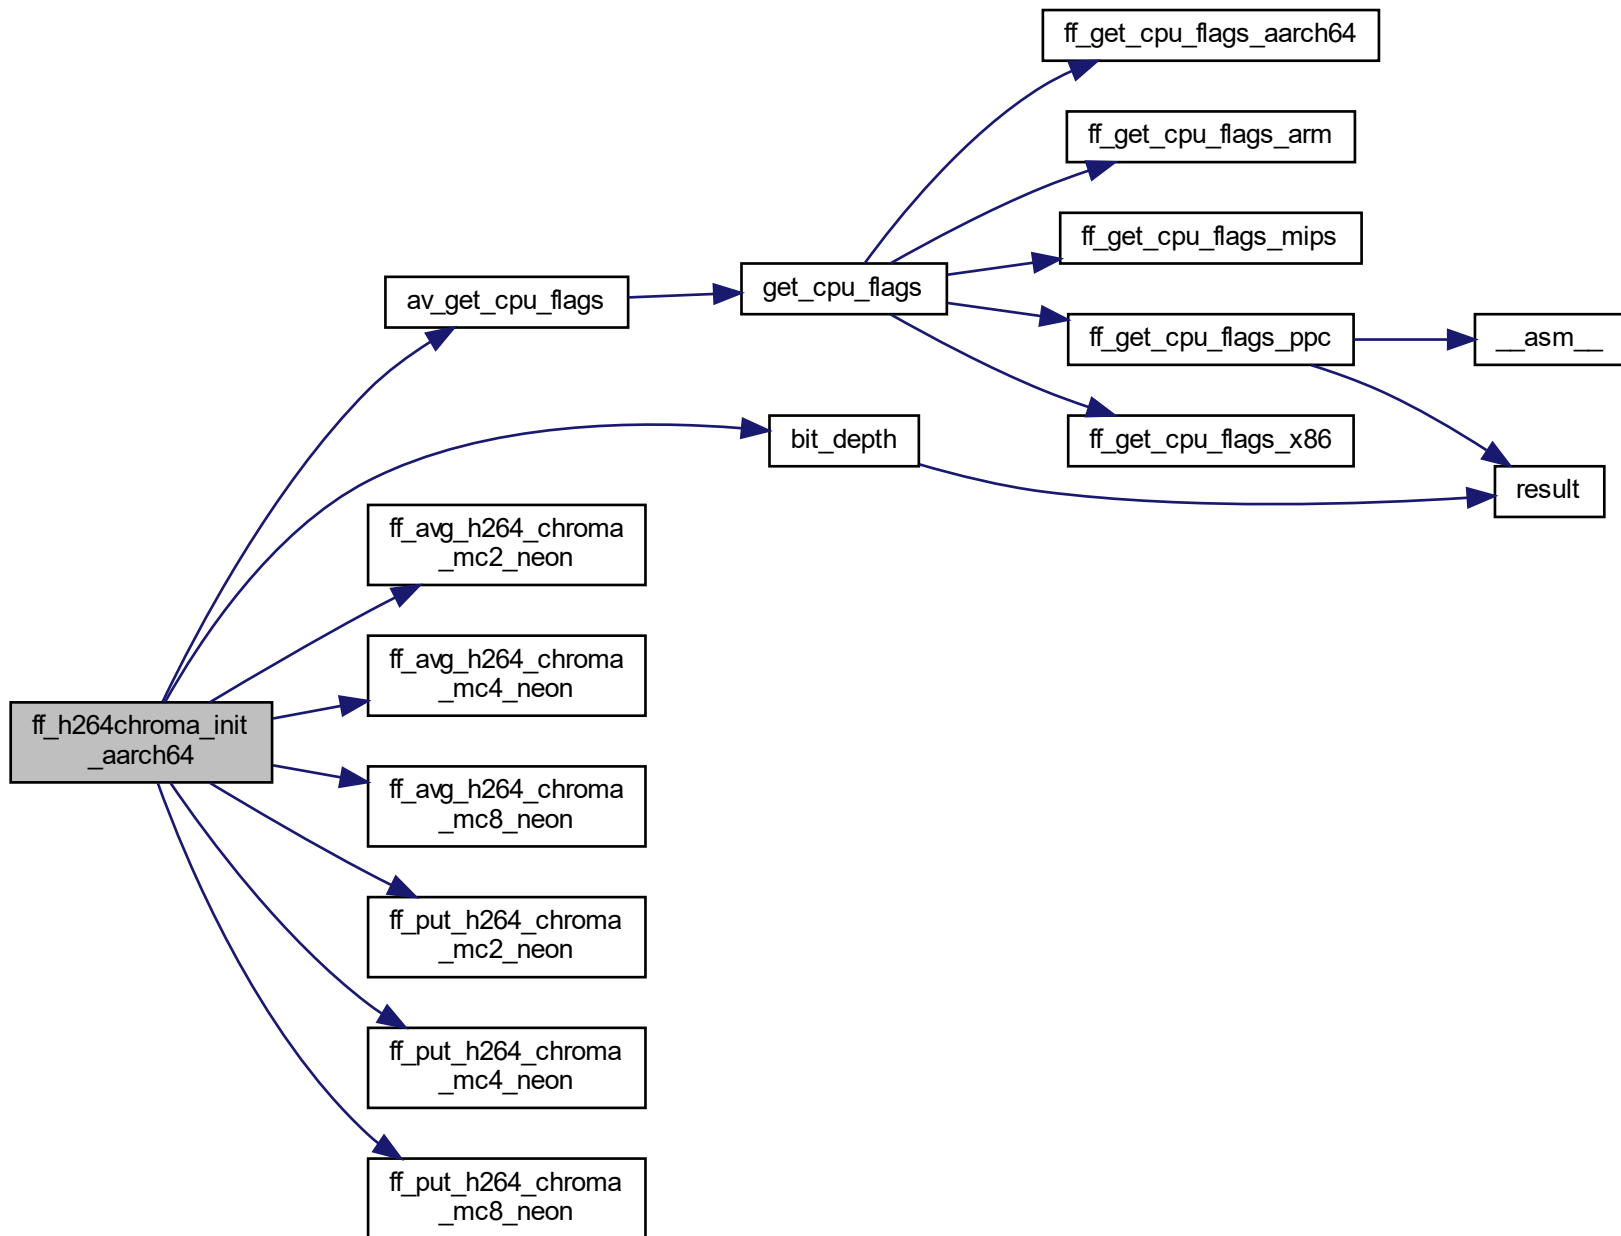 ff_get_cpu_flags_aarch64
ff_get_cpu_flags_arm
ff_get_cpu_flags_mips
av_get_cpu_flags
get_cpu_flags
ff_get_cpu_flags_ppc
__asm__
bit_depth
ff_get_cpu_flags_x86
result
ff_avg_h264_chroma
_mc2_neon
ff_avg_h264_chroma
_mc4_neon
ff_h264chroma_init
_aarch64
ff_avg_h264_chroma
_mc8_neon
ff_put_h264_chroma
_mc2_neon
ff_put_h264_chroma
_mc4_neon
ff_put_h264_chroma
_mc8_neon